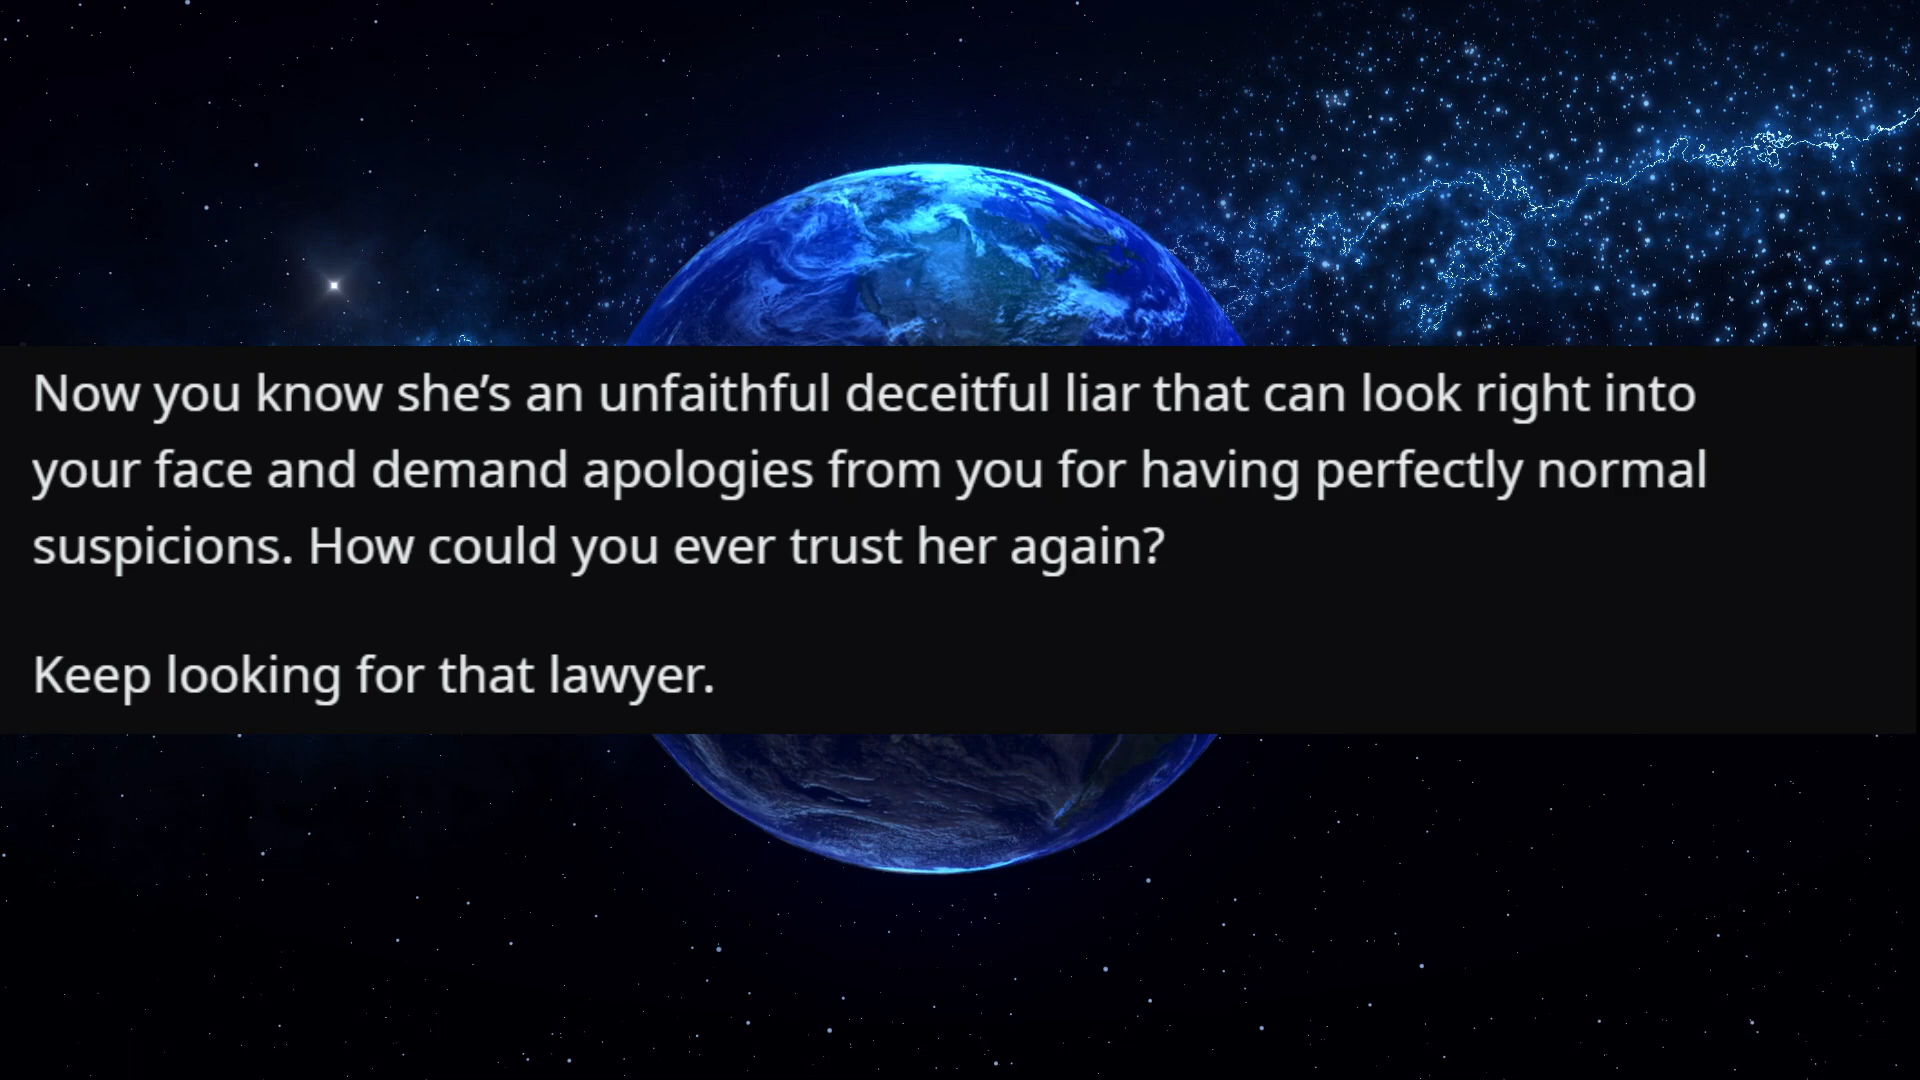 Now you know she’s an unfaithful deceitful liar that can look right into
your face and demand apologies from you for having perfectly normal
suspicions. How could you ever trust her again?
Keep looking for that lawyer.